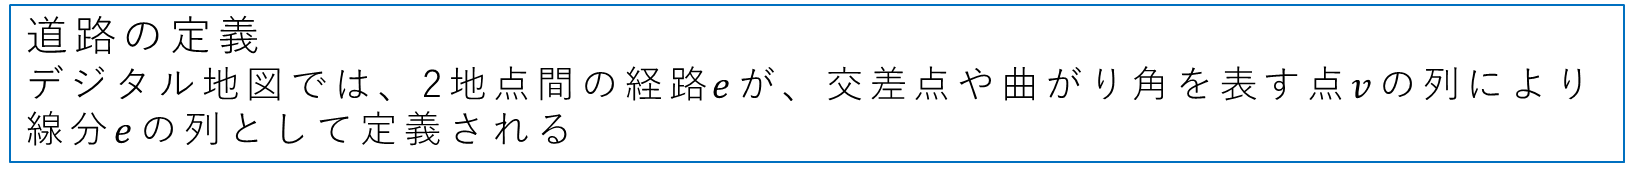 道路の定義
デジタル地図では、2地点間の経路eが、交差点や曲がり角を表す点vの列により
線分eの列として定義される